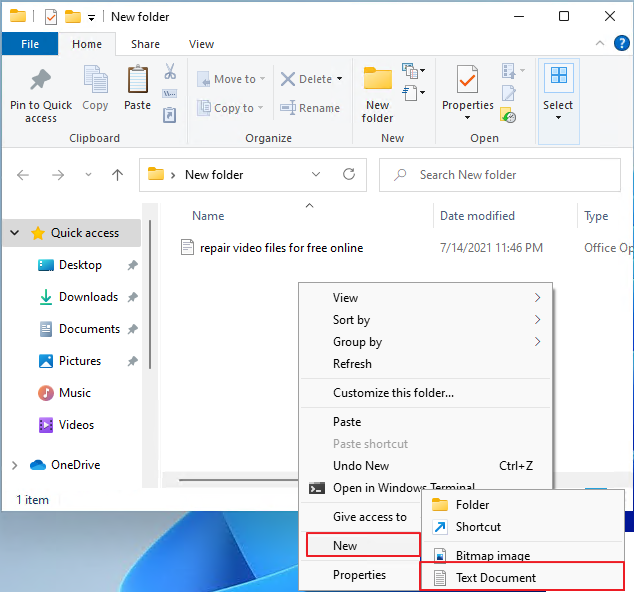 New folder
File
Home
Share
View
Pin to Quick
access
Copy
Paste
Move to
Copy to
Delete
Rename
New
folder
Properties
Select
Clipboard
Organize
New
Open
New folder
Search New folder
Name
Date modified
Type
Quick access
Desktop
Downloads
Documents
Pictures
Music
Videos
OneDrive
repair video files for free online
7/14/2021 11:46 PM
Office Op
1 item
View
Sort by
Group by
Refresh
Customize this folder...
Paste
Paste shortcut
Undo New Ctrl+Z
Open in Windows Terminal
Give access to
New
Properties
Folder
Shortcut
Bitmap image
Text Document